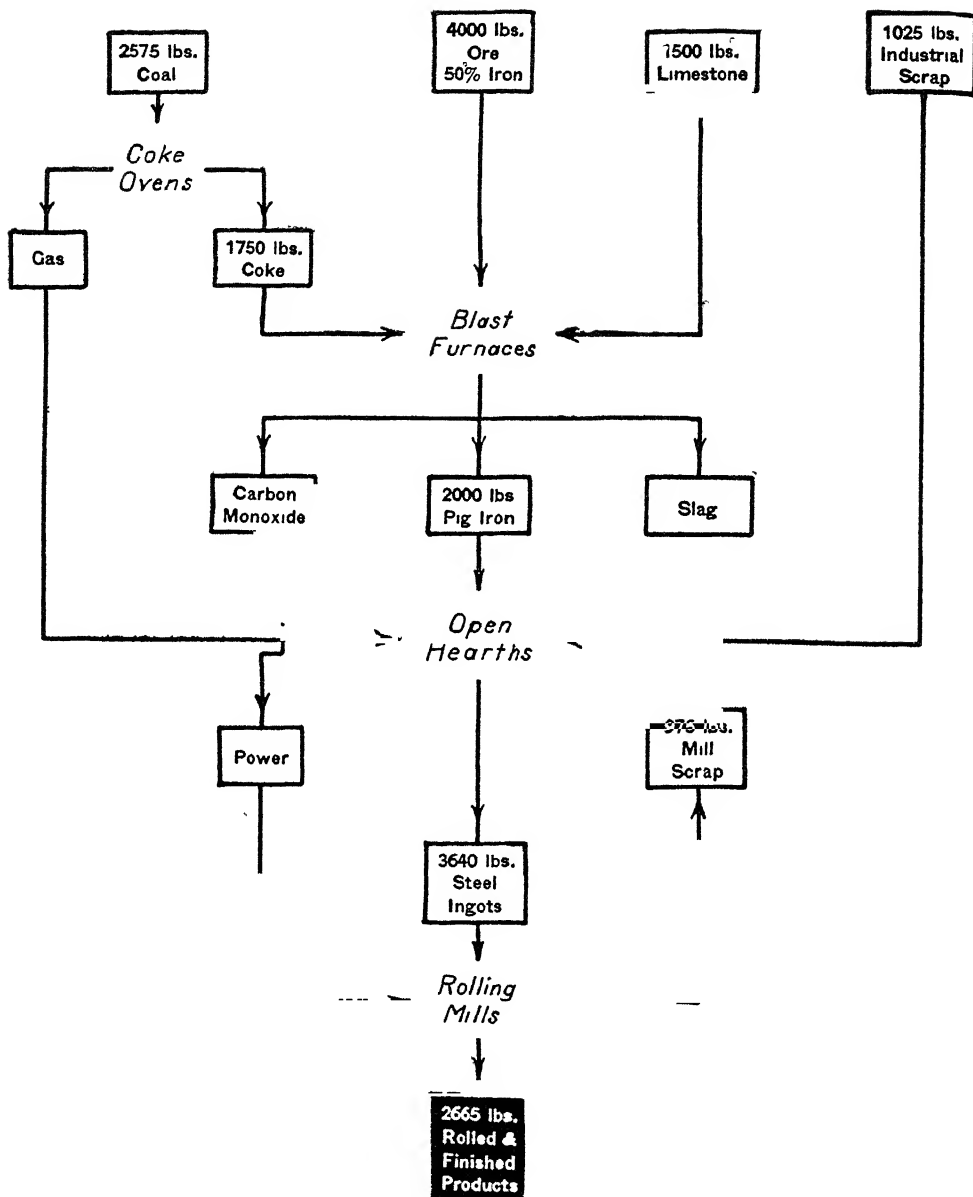 2575 lbs.
Coal
4000 lbs.
Ore
50% Iron
1500 lbs.
Limestone
1025 lbs.
Industrial
Scrap
Coke
Ovens
Gas
1750 lbs.
Coke
Blast
Furnaces
Carbon
Monoxide
2000 lbs
Pig Iron
Slag
Open
Hearths
Power
975 lbs.
Mill
Scrap
3640 lbs.
Steel
Ingots
Rolling
Mills
2665 lbs.
Rolled &
Finished
Products